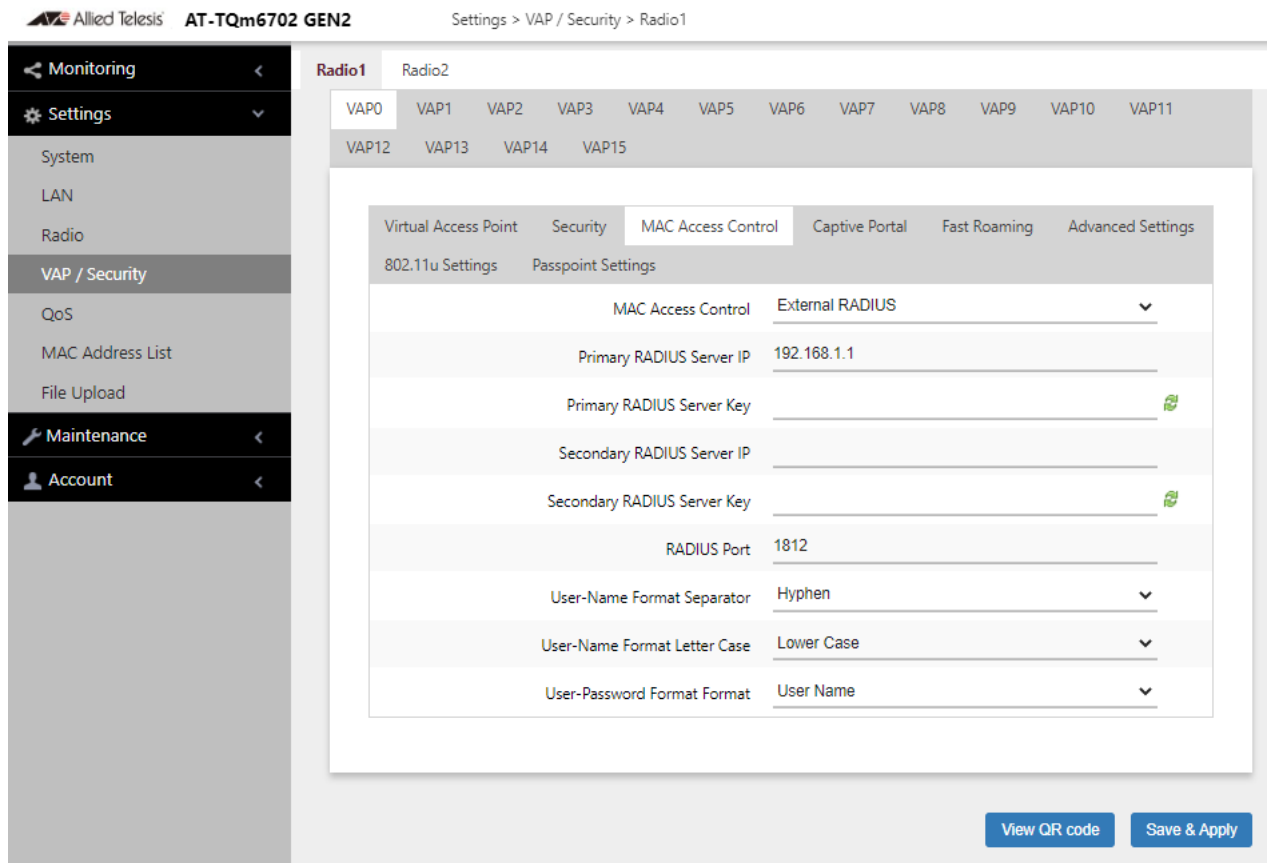 Allied Telesis AT-TQm6702 GEN2 Settings > VAP / Security > Radio1
Monitoring
Settings
System
LAN
Radio
VAP / Security
QoS
MAC Address List
File Upload
Maintenance
Account
Radio1 Radio2
VAP0 VAP1 VAP2 VAP3 VAP4 VAP5 VAP6 VAP7 VAP8 VAP9 VAP10 VAP11
VAP12 VAP13 VAP14 VAP15
Virtual Access Point Security MAC Access Control Captive Portal Fast Roaming Advanced Settings
802.11u Settings Passpoint Settings
MAC Access Control External RADIUS
Primary RADIUS Server IP 192.168.1.1
Primary RADIUS Server Key
Secondary RADIUS Server IP
Secondary RADIUS Server Key
RADIUS Port 1812
User-Name Format Separator Hyphen
User-Name Format Letter Case Lower Case
User-Password Format Format User Name
View QR code Save & Apply